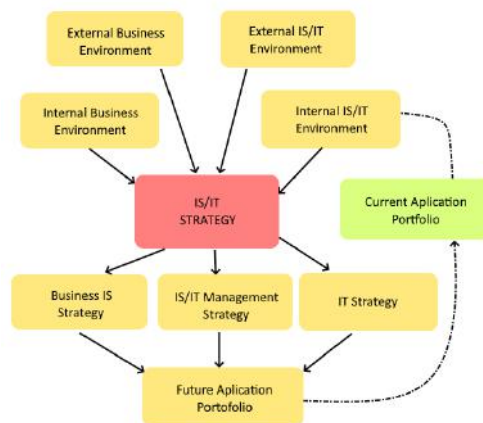 External Business
Environment
External IS/IT
Environment
Internal Business
Environment
Internal IS/IT
Environment
IS/IT
STRATEGY
Current Aplication
Portfolio
Business IS
Strategy
IS/IT Management
Strategy
IT Strategy
Future Aplication
Portofolio